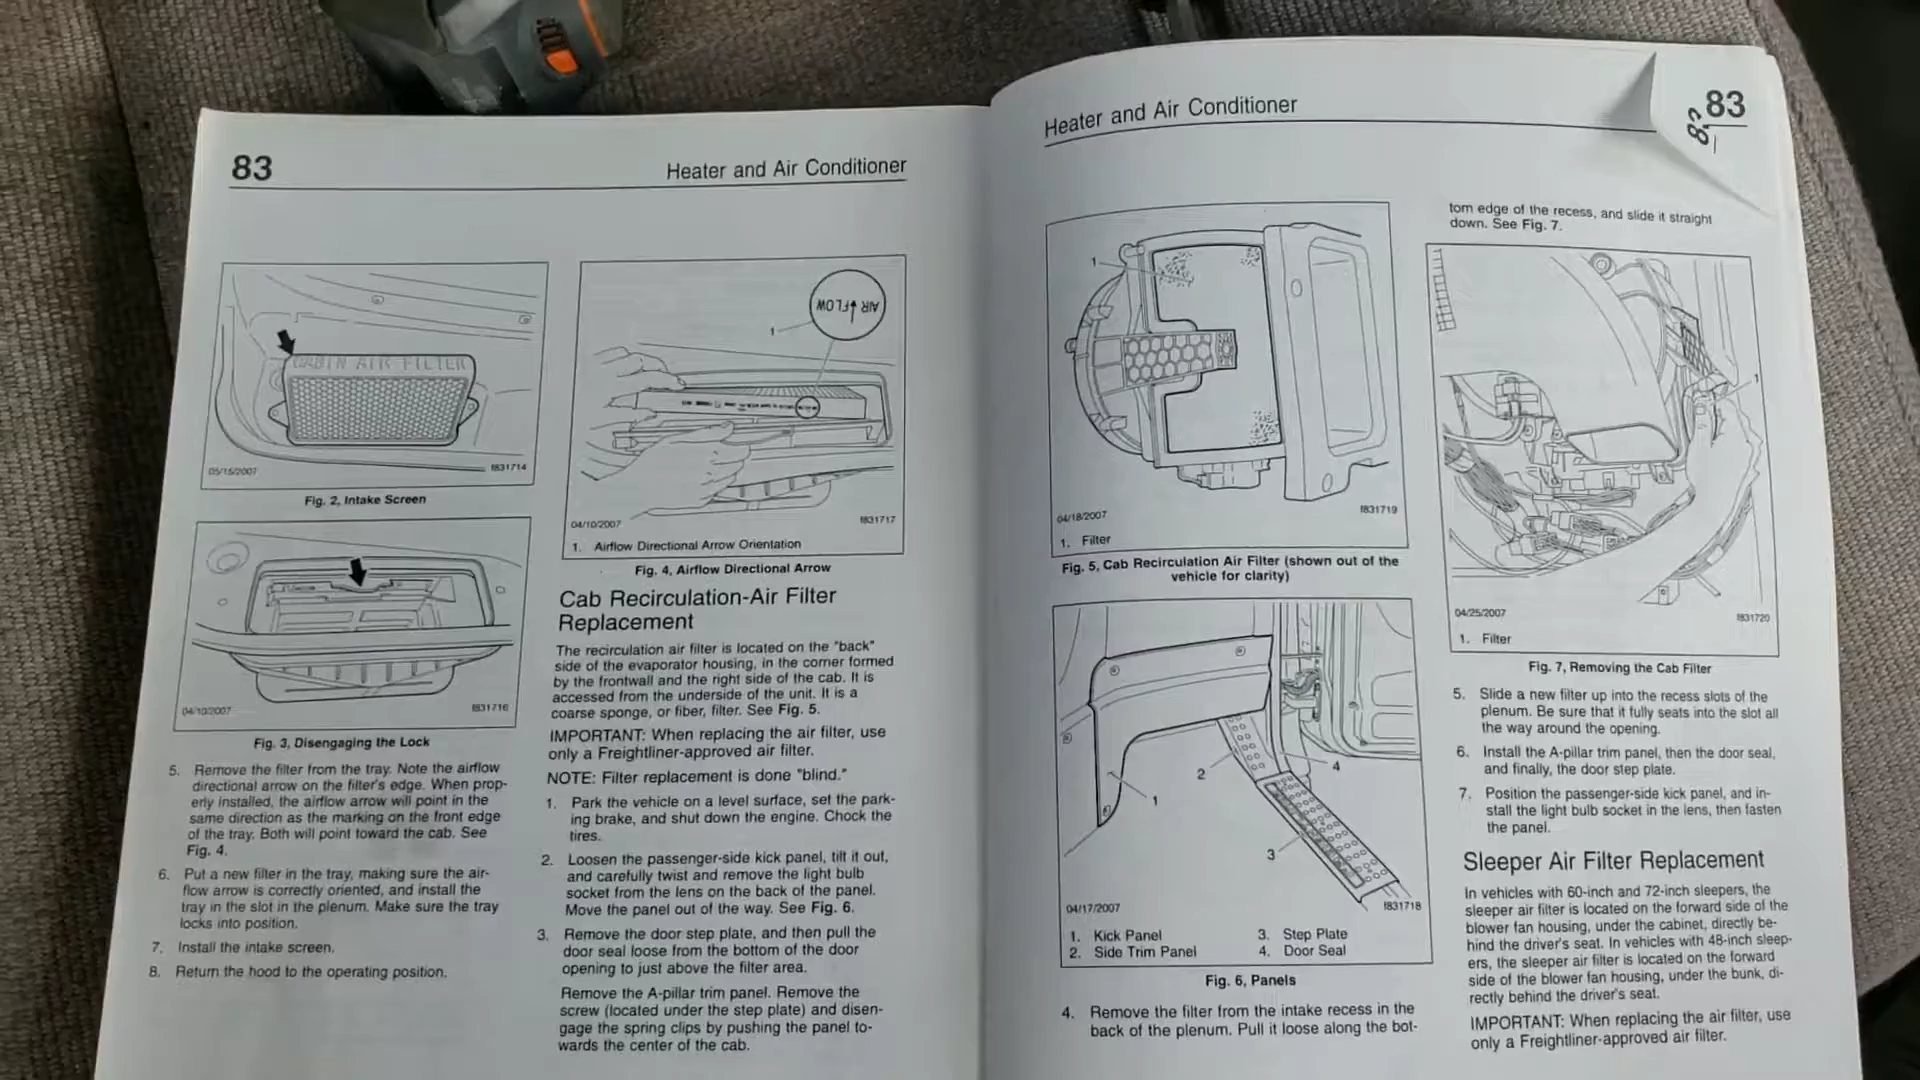 83
Heater and Air Conditioner
CABIN AIR FILTER
05/15/2007
f831714
Fig. 2, Intake Screen
04/10/2007
f831716
Fig. 3, Disengaging the Lock
5. Remove the filter from the tray. Note the airflow
directional arrow on the filter's edge. When prop-
erly installed, the airflow arrow will point in the
same direction as the marking on the front edge
of the tray. Both will point toward the cab. See
Fig. 4.
6. Put a new filter in the tray, making sure the air-
flow arrow is correctly oriented, and install the
tray in the slot in the plenum. Make sure the tray
locks into position.
7. Install the intake screen.
8. Return the hood to the operating position.
AIR FLOW
1
04/10/2007
f831717
1. Airflow Directional Arrow Orientation
Fig. 4, Airflow Directional Arrow
Cab Recirculation-Air Filter
Replacement
The recirculation air filter is located on the "back"
side of the evaporator housing, in the corner formed
by the frontwall and the right side of the cab. It is
accessed from the underside of the unit. It is a
coarse sponge, or fiber, filter. See Fig. 5.
IMPORTANT: When replacing the air filter, use
only a Freightliner-approved air filter.
NOTE: Filter replacement is done "blind."
1. Park the vehicle on a level surface, set the park-
ing brake, and shut down the engine. Chock the
tires.
2. Loosen the passenger-side kick panel, tilt it out,
and carefully twist and remove the light bulb
socket from the lens on the back of the panel.
Move the panel out of the way. See Fig. 6.
3. Remove the door step plate, and then pull the
door seal loose from the bottom of the door
opening to just above the filter area.
Remove the A-pillar trim panel. Remove the
screw (located under the step plate) and disen-
gage the spring clips by pushing the panel to-
wards the center of the cab.
Heater and Air Conditioner
83
1
04/18/2007
f831719
1. Filter
Fig. 5, Cab Recirculation Air Filter (shown out of the
vehicle for clarity)
1
2
3
4
04/17/2007
f831718
1. Kick Panel
2. Side Trim Panel
3. Step Plate
4. Door Seal
Fig. 6, Panels
4. Remove the filter from the intake recess in the
back of the plenum. Pull it loose along the bot-
tom edge of the recess, and slide it straight
down. See Fig. 7.
1
04/25/2007
f831720
1. Filter
Fig. 7, Removing the Cab Filter
5. Slide a new filter up into the recess slots of the
plenum. Be sure that it fully seats into the slot all
the way around the opening.
6. Install the A-pillar trim panel, then the door seal,
and finally, the door step plate.
7. Position the passenger-side kick panel, and in-
stall the light bulb socket in the lens, then fasten
the panel.
Sleeper Air Filter Replacement
In vehicles with 60-inch and 72-inch sleepers, the
sleeper air filter is located on the forward side of the
blower fan housing, under the cabinet, directly be-
hind the driver's seat. In vehicles with 48-inch sleep-
ers, the sleeper air filter is located on the forward
side of the blower fan housing, under the bunk, di-
rectly behind the driver's seat.
IMPORTANT: When replacing the air filter, use
only a Freightliner-approved air filter.